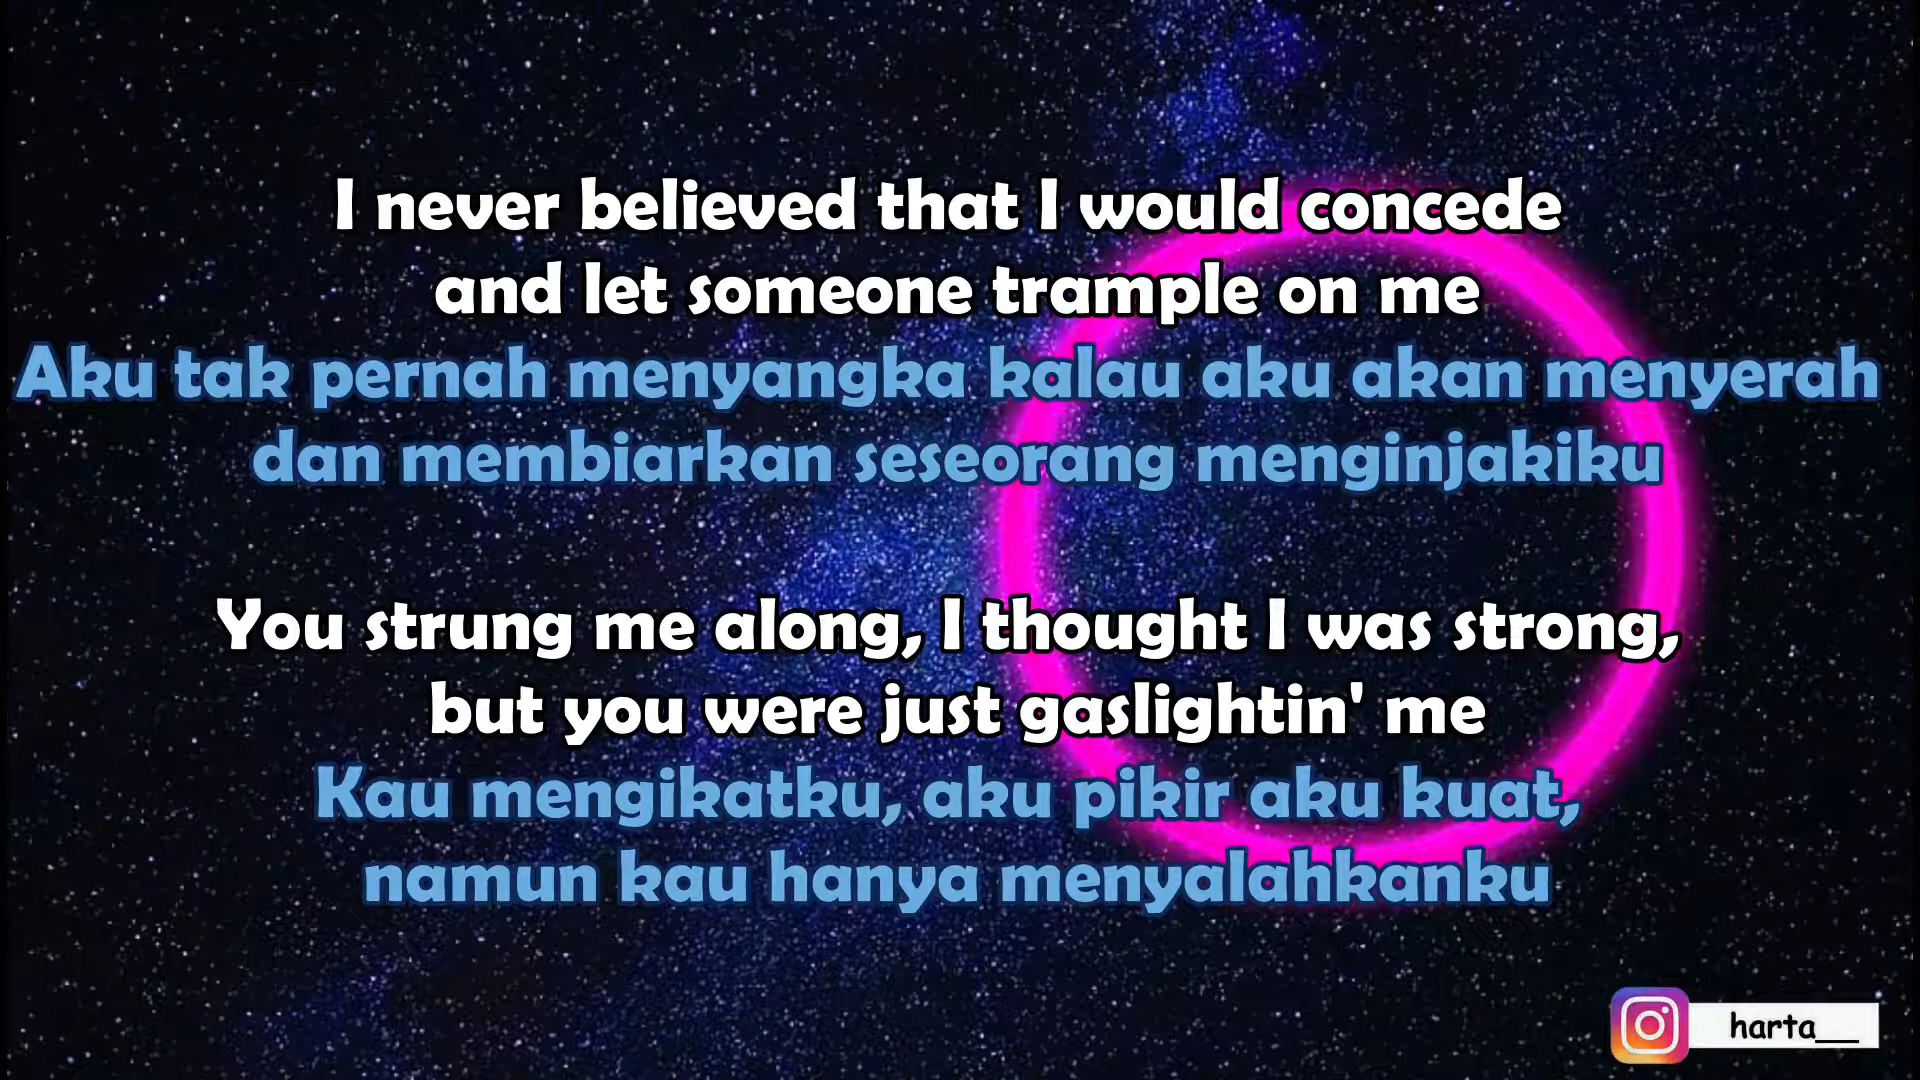 I never believed that I would concede
and let someone trample on me
Aku tak pernah menyangka kalau aku akan menyerah
dan membiarkan seseorang menginjakiku
You strung me along, I thought I was strong,
but you were just gaslightin' me
Kau mengikatku, aku pikir aku kuat,
namun kau hanya menyalahkanku
harta__